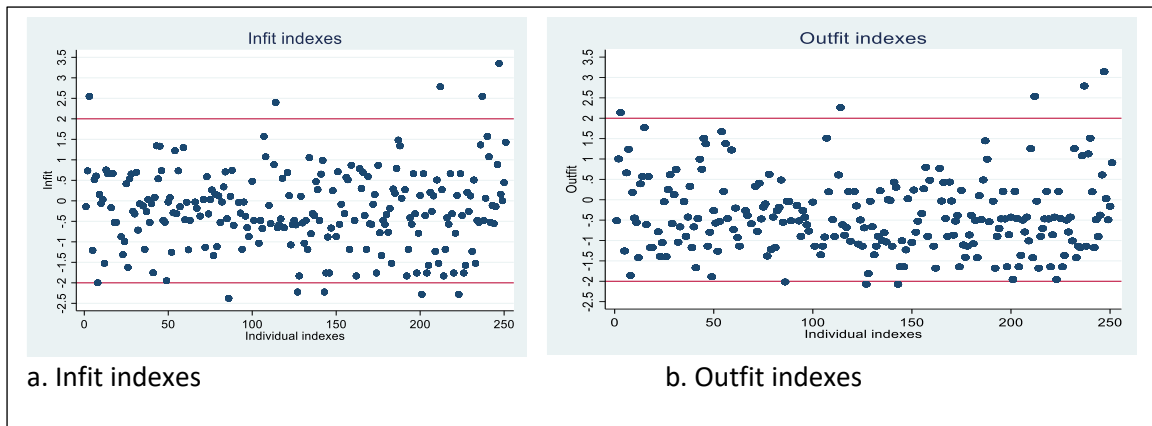 Infit indexes
Infit
3.5
3
2.5
2
1.5
1
.5
0
-.5
-1
-1.5
-2
-2.5
0 50 100 150 200 250
Individual indexes
a. Infit indexes
Outfit indexes
Outfit
3.5
3
2.5
2
1.5
1
.5
0
-.5
-1
-1.5
-2
-2.5
0 50 100 150 200 250
Individual indexes
b. Outfit indexes